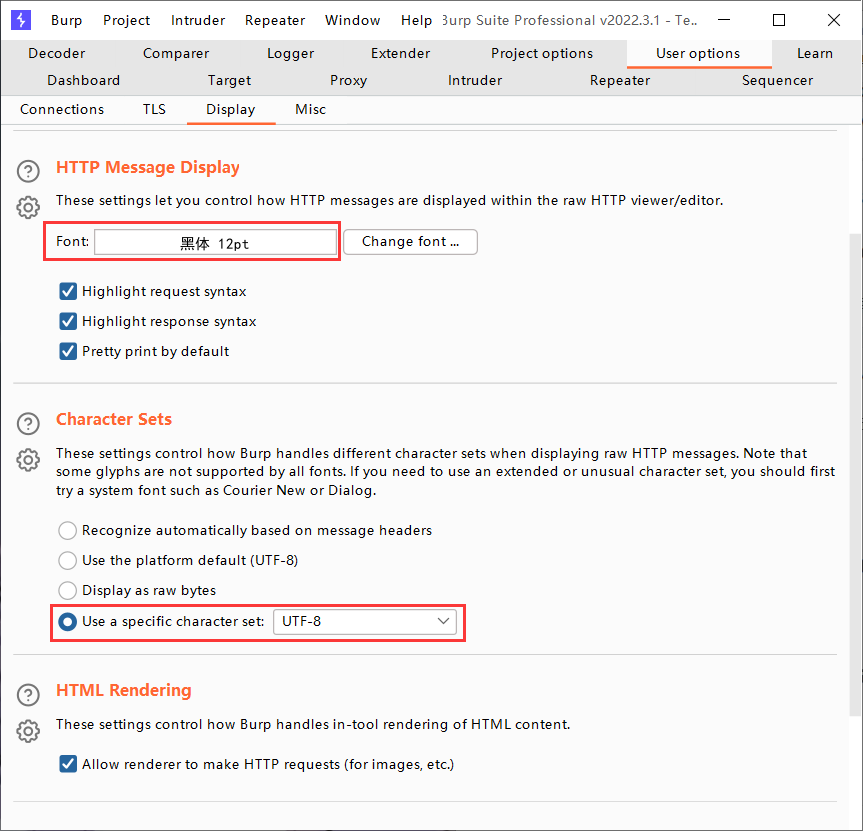 Burp Project Intruder Repeater Window Help Burp Suite Professional v2022.3.1 - Te..
Decoder Comparer Logger Extender Project options User options Learn
Dashboard Target Proxy Intruder Repeater Sequencer
Connections TLS Display Misc
HTTP Message Display
These settings let you control how HTTP messages are displayed within the raw HTTP viewer/editor.
Font: 黑体 12pt Change font ...
Highlight request syntax
Highlight response syntax
Pretty print by default
Character Sets
These settings control how Burp handles different character sets when displaying raw HTTP messages. Note that
some glyphs are not supported by all fonts. If you need to use an extended or unusual character set, you should first
try a system font such as Courier New or Dialog.
Recognize automatically based on message headers
Use the platform default (UTF-8)
Display as raw bytes
Use a specific character set: UTF-8
HTML Rendering
These settings control how Burp handles in-tool rendering of HTML content.
Allow renderer to make HTTP requests (for images, etc.)